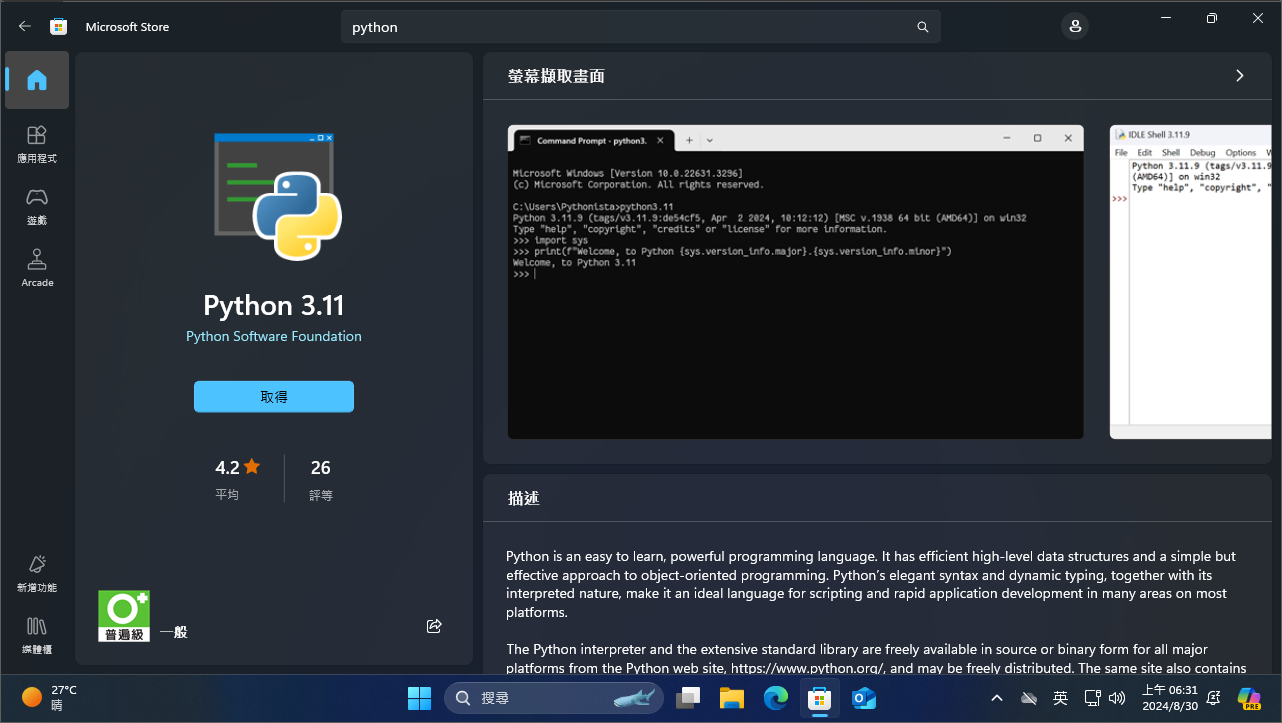 Microsoft Store
python
應用程式
遊戲
Arcade
新增功能
媒體櫃
Python 3.11
Python Software Foundation
取得
4.2
平均
26
評等
普遍級
一般
螢幕擷取畫面
Command Prompt - python3.
Microsoft Windows [Version 10.0.22631.3296]
(c) Microsoft Corporation. All rights reserved.
C:\Users\Pythonista>python3.11
Python 3.11.9 (tags/v3.11.9:de54cf5, Apr  2 2024, 10:12:12) [MSC v.1938 64 bit (AMD64)] on win32
Type "help", "copyright", "credits" or "license" for more information.
>>> import sys
>>> print(f"Welcome, to Python {sys.version_info.major}.{sys.version_info.minor}")
Welcome, to Python 3.11
>>>
IDLE Shell 3.11.9
File Edit Shell Debug Options W
Python 3.11.9 (tags/v3.11.9
(AMD64)] on win32
Type "help", "copyright", "
>>>
描述
Python is an easy to learn, powerful programming language. It has efficient high-level data structures and a simple but
effective approach to object-oriented programming. Python's elegant syntax and dynamic typing, together with its
interpreted nature, make it an ideal language for scripting and rapid application development in many areas on most
platforms.
The Python interpreter and the extensive standard library are freely available in source or binary form for all major
platforms from the Python web site, https://www.python.org/, and may be freely distributed. The same site also contains
27°C
晴
搜尋
英
上午 06:31
2024/8/30
PRE